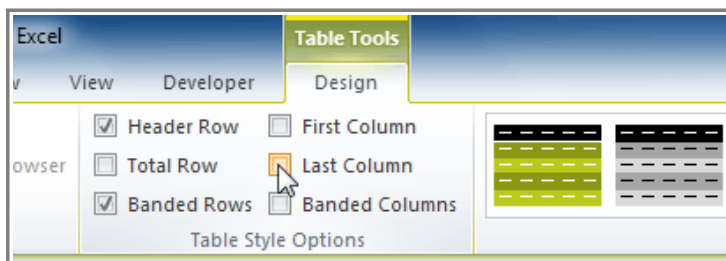 Excel
Table Tools
View
Developer
Design
Header Row
First Column
Total Row
Last Column
Banded Rows
Banded Columns
Table Style Options
owser